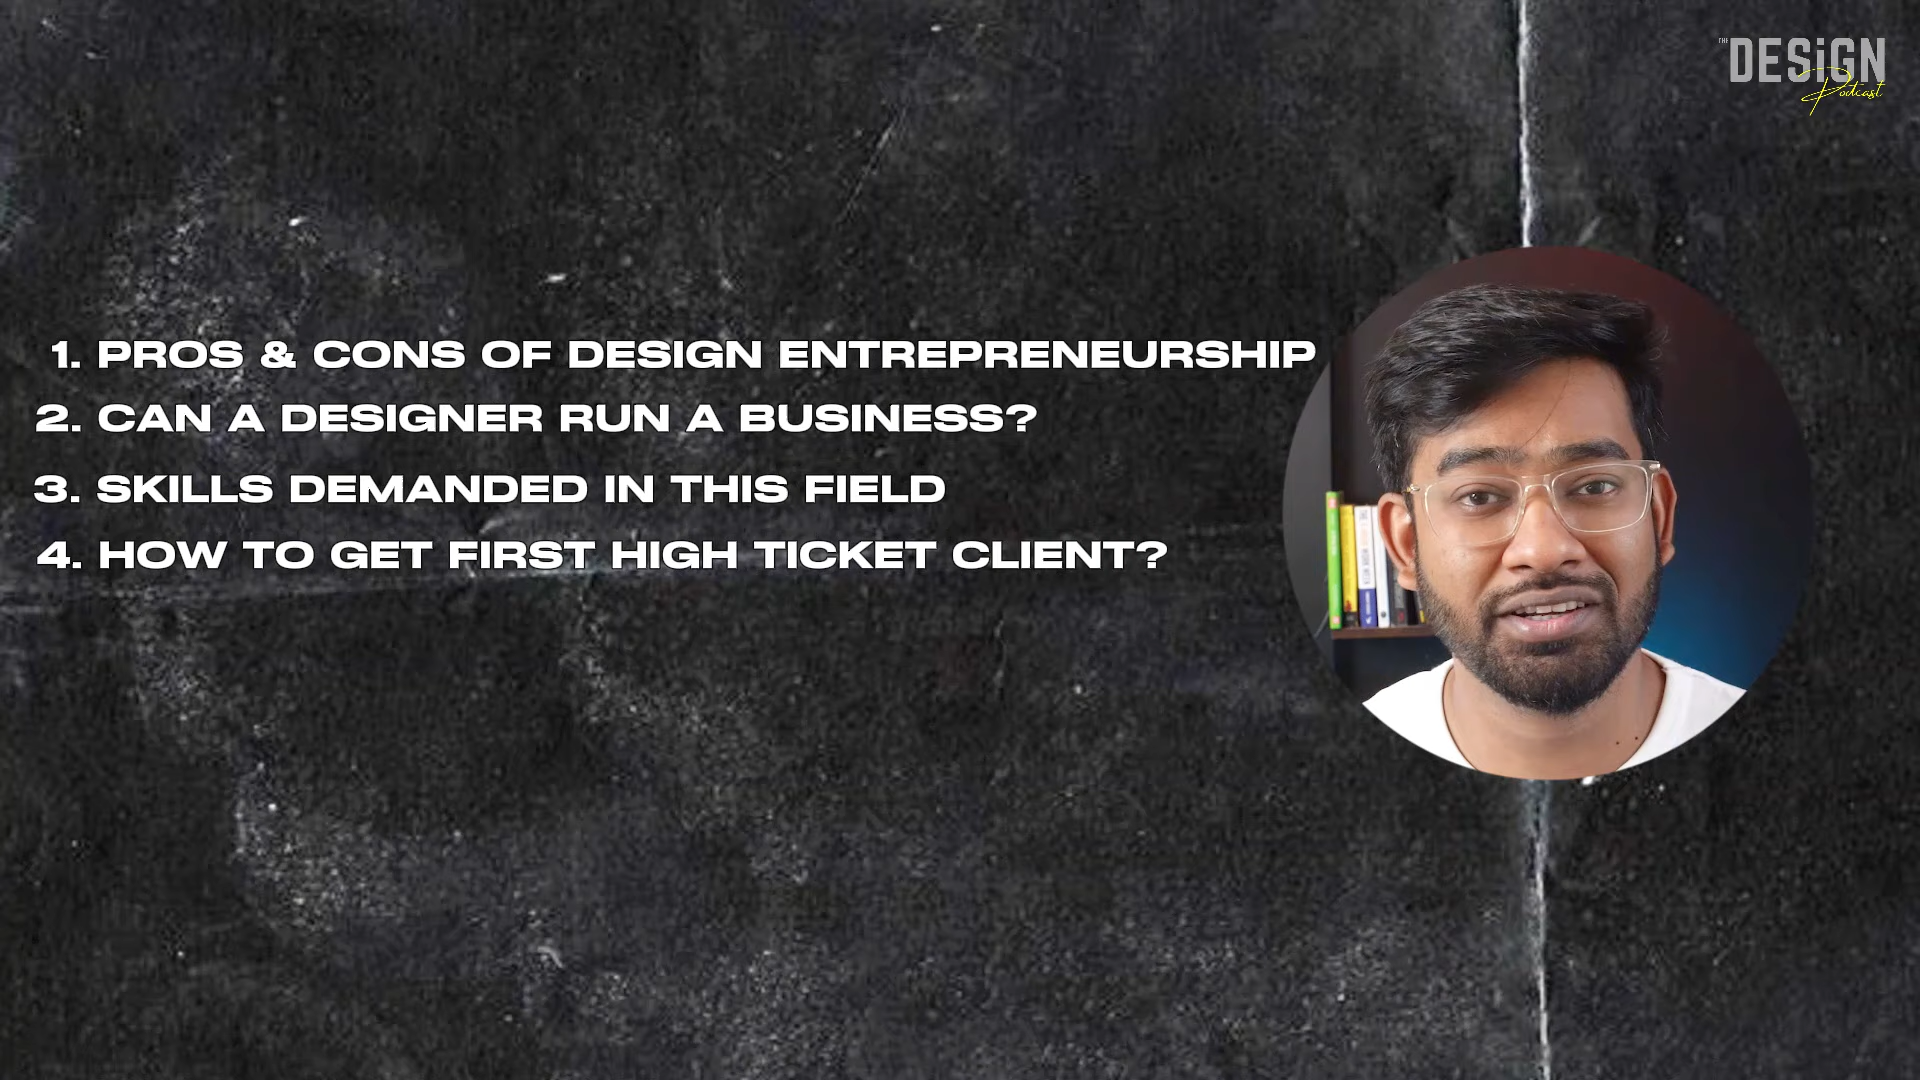 THE
DESiGN
Podcast
1. PROS & CONS OF DESIGN ENTREPRENEURSHIP
2. CAN A DESIGNER RUN A BUSINESS?
3. SKILLS DEMANDED IN THIS FIELD
4. HOW TO GET FIRST HIGH TICKET CLIENT?